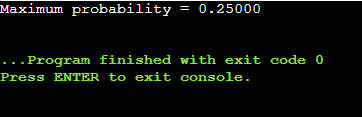 Maximum probability = 0.25000
...Program finished with exit code 0
Press ENTER to exit console.